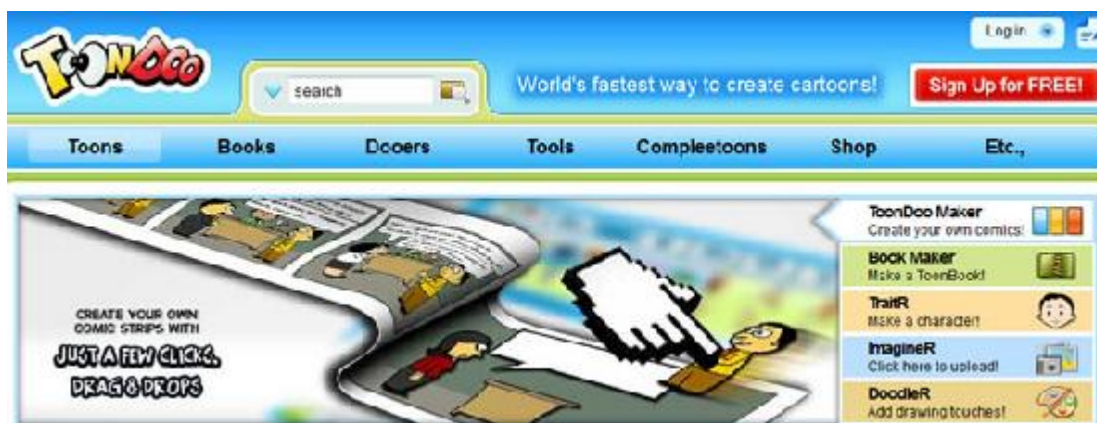 TOONDOO
Login
search
World's fastest way to create cartoons!
Sign Up for FREE!
Toons Books Dooers Tools Compleetoons Shop Etc.,
CREATE YOUR OWN
COMIC STRIPS WITH
JUST A FEW CLICKS,
DRAG & DROPS
ToonDoo Maker
Create your own comics!
Book Maker
Make a ToonBook!
TraitR
Make a character!
ImagineR
Click here to upload!
DoodleR
Add drawing touches!